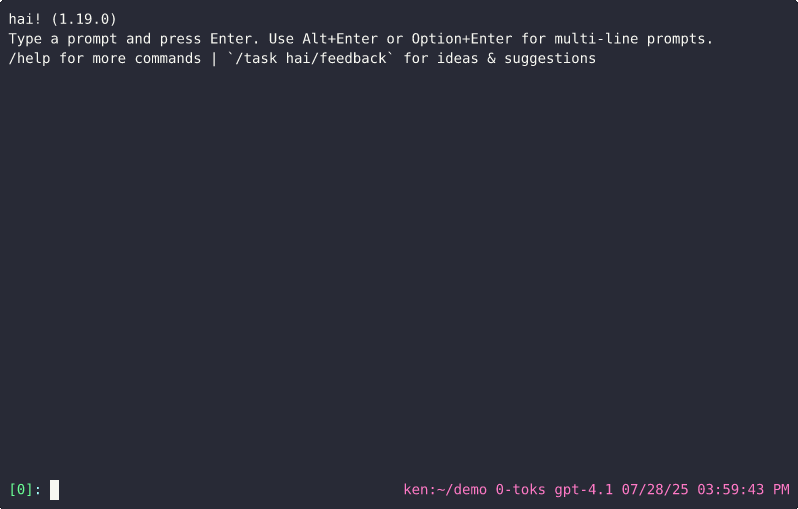 hai! (1.19.0)
Type a prompt and press Enter. Use Alt+Enter or Option+Enter for multi-line prompts.
/help for more commands | `/task hai/feedback` for ideas & suggestions
[0]: ken:~/demo 0-toks gpt-4.1 07/28/25 03:59:43 PM